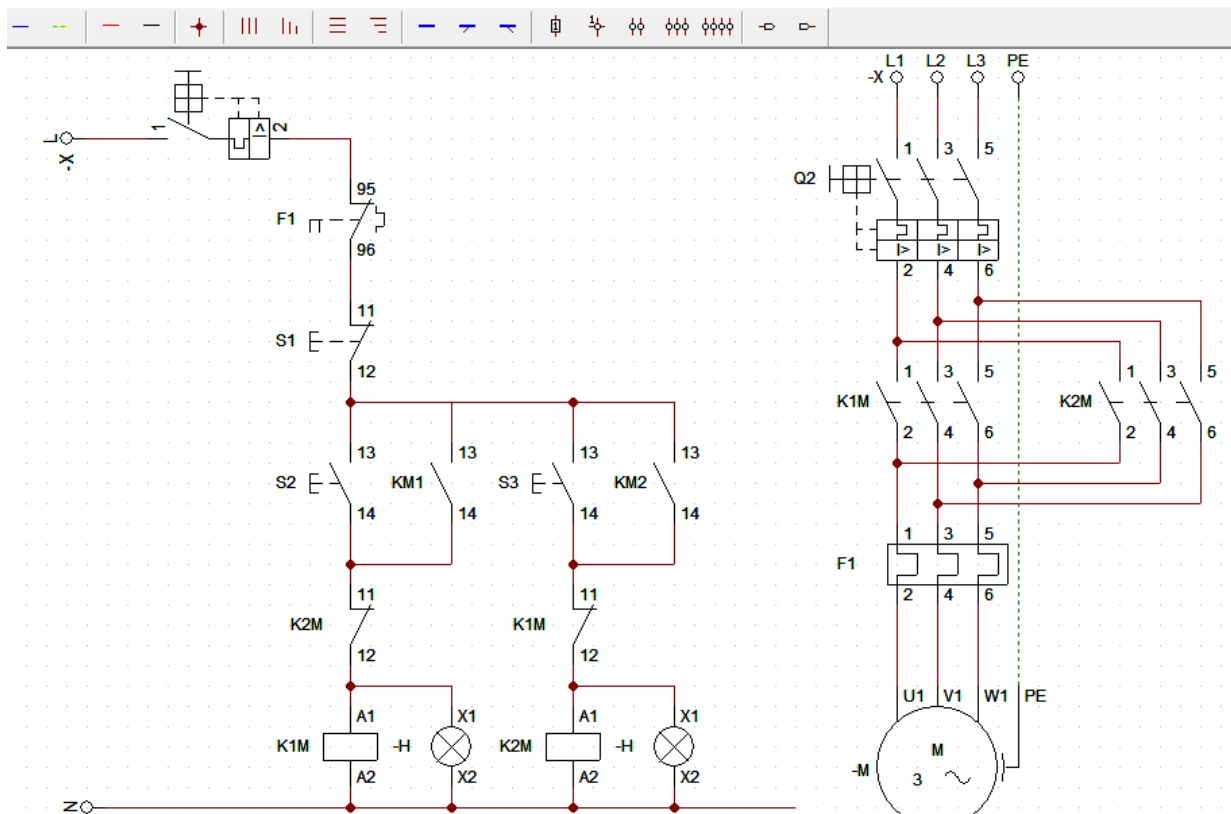 1
1
L1 L2 L3 PE
-X
L
-X
1
2
1 3 5
Q2
I> I> I>
2 4 6
95
F1
96
11
S1
12
1 3 5
K1M
2 4 6
1 3 5
K2M
2 4 6
13 13 13 13
S2 KM1 S3 KM2
14 14 14 14
1 3 5
F1
2 4 6
11 11
K2M K1M
12 12
U1 V1 W1 PE
A1 X1 A1 X1
K1M -H K2M -H
A2 X2 A2 X2
M
-M 3
N